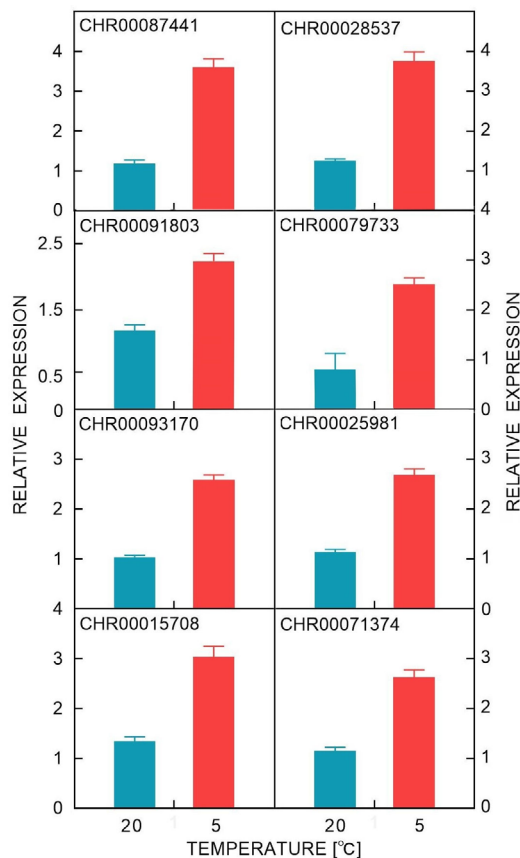 CHR00087441 CHR00028537
4 4
3 3
2 2
1 1
0 4
CHR00091803 CHR00079733
2.5
3
1.5
2
1
0.5
0 0
CHR00093170 CHR00025981
3 3
2 2
1 1
4 0
CHR00015708 CHR00071374
3 3
2 2
1 1
0 0
20 1 5 20 1 5
TEMPERATURE [°C]
RELATIVE EXPRESSION
RELATIVE EXPRESSION